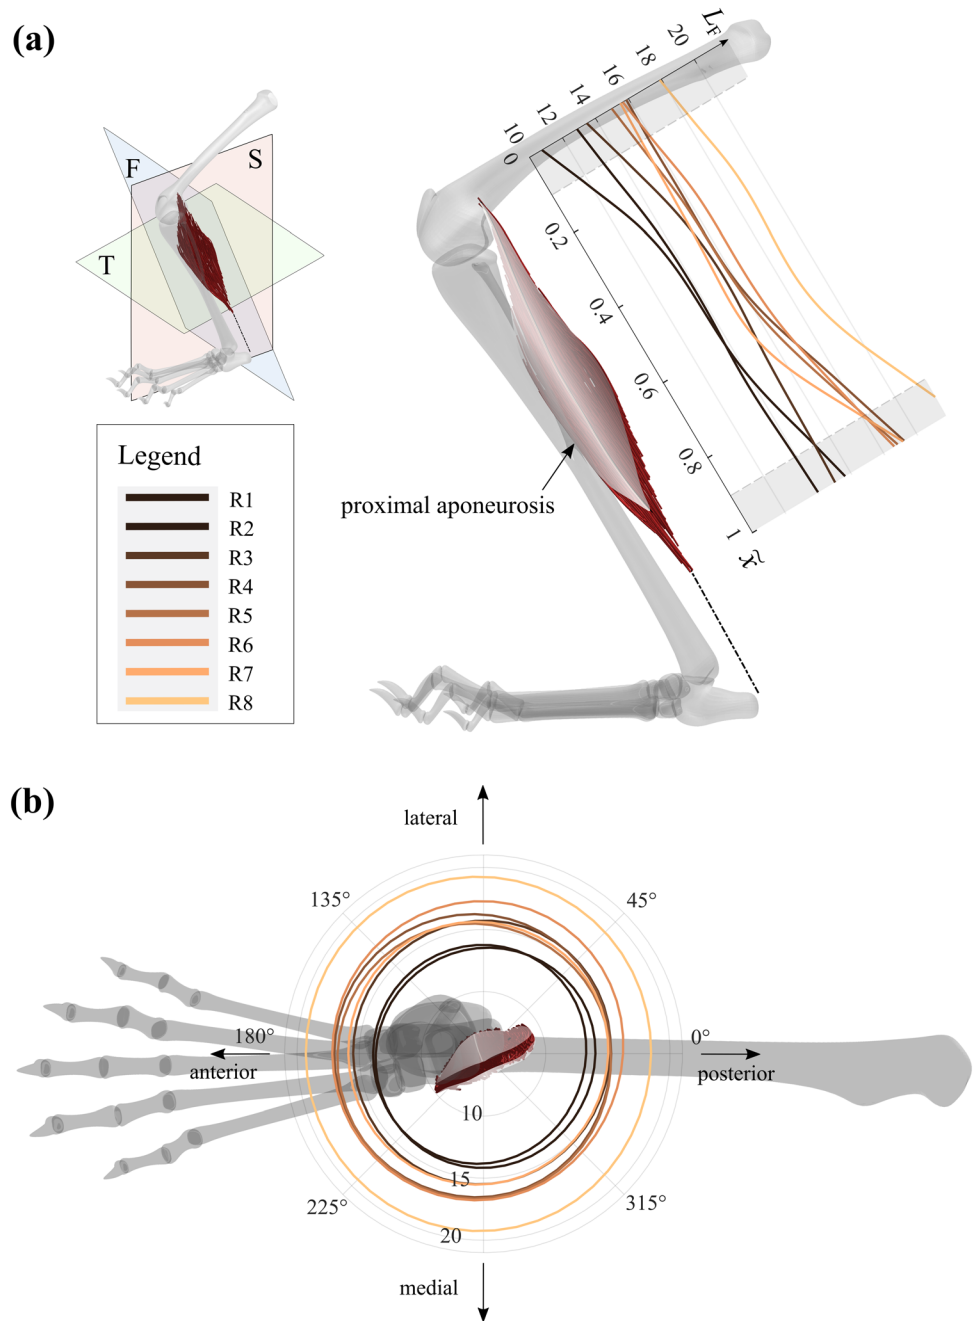 (a)
F
S
T
Legend
R1
R2
R3
R4
R5
R6
R7
R8
L_F
10
12
14
16
18
20
0
0.2
0.4
0.6
0.8
1
x̃
proximal aponeurosis
(b)
lateral
135°
45°
180°
0°
anterior
posterior
10
15
225°
315°
20
medial